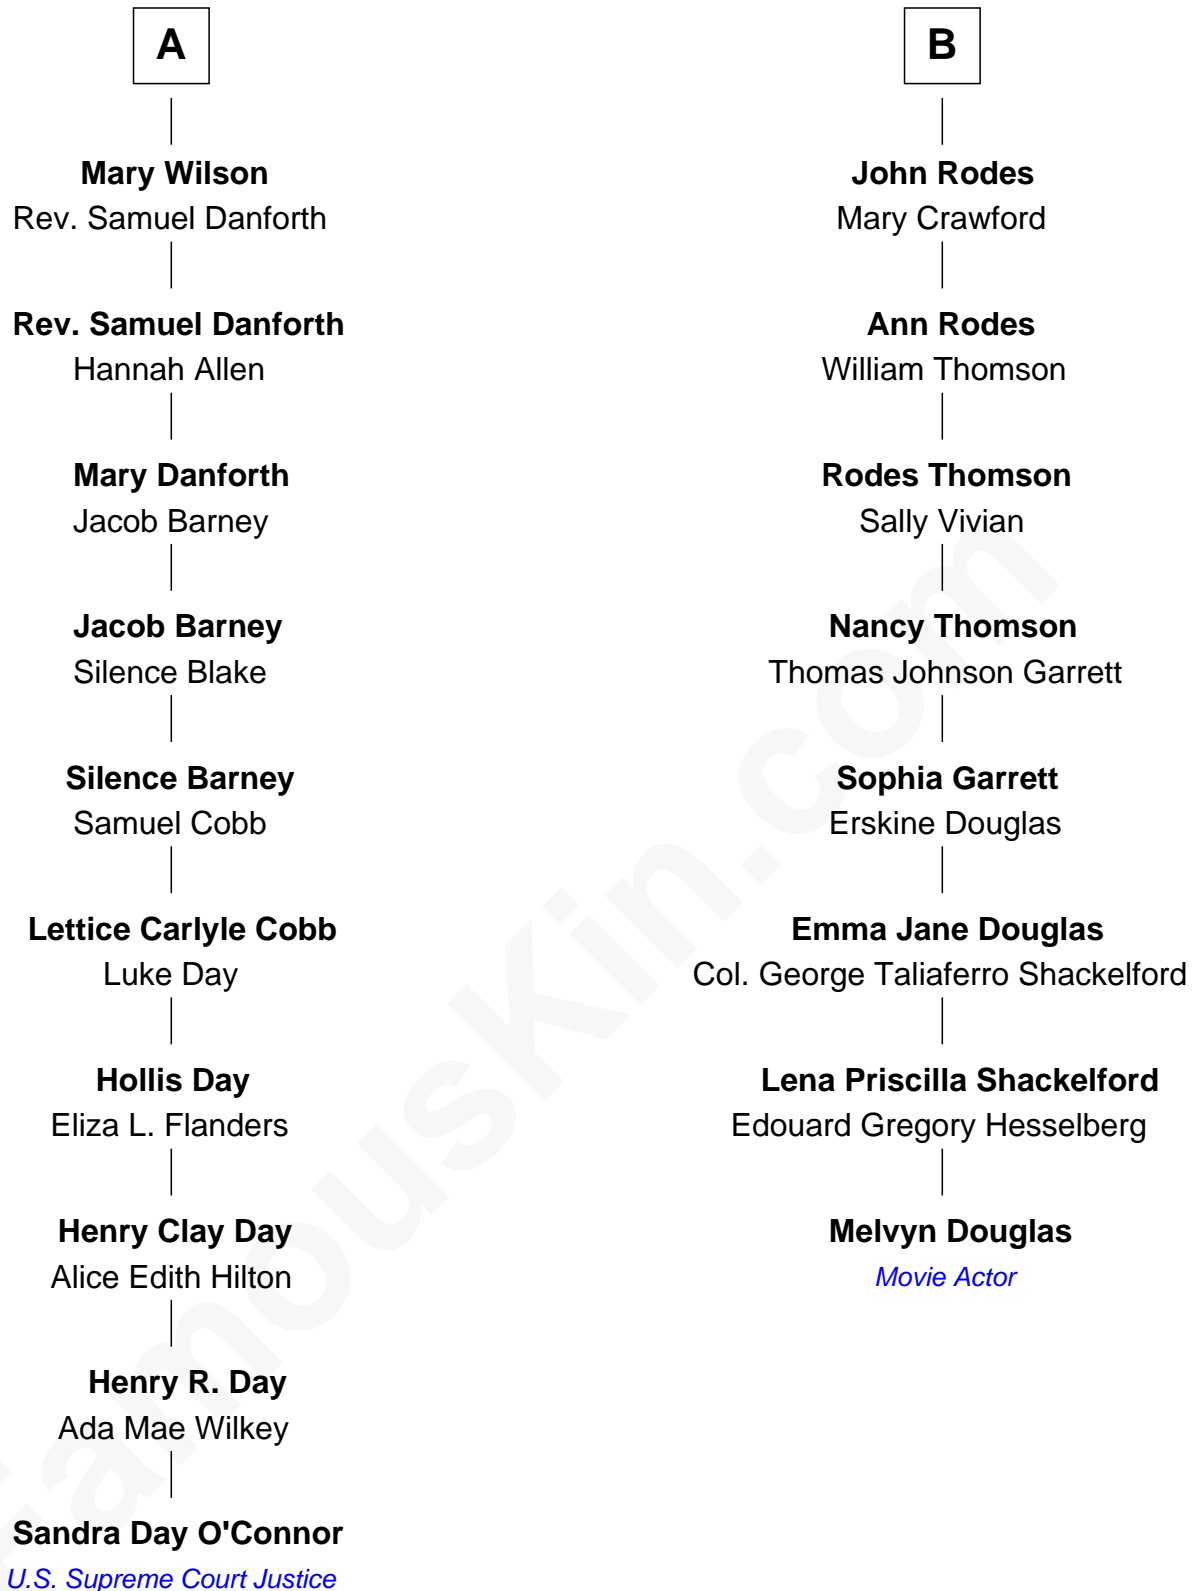 A
Mary Wilson
Rev. Samuel Danforth
Rev. Samuel Danforth
Hannah Allen
Mary Danforth
Jacob Barney
Jacob Barney
Silence Blake
Silence Barney
Samuel Cobb
Lettice Carlyle Cobb
Luke Day
Hollis Day
Eliza L. Flanders
Henry Clay Day
Alice Edith Hilton
Henry R. Day
Ada Mae Wilkey
Sandra Day O'Connor
U.S. Supreme Court Justice
B
John Rodes
Mary Crawford
Ann Rodes
William Thomson
Rodes Thomson
Sally Vivian
Nancy Thomson
Thomas Johnson Garrett
Sophia Garrett
Erskine Douglas
Emma Jane Douglas
Col. George Taliaferro Shackelford
Lena Priscilla Shackelford
Edouard Gregory Hesselberg
Melvyn Douglas
Movie Actor
FamousKin.com